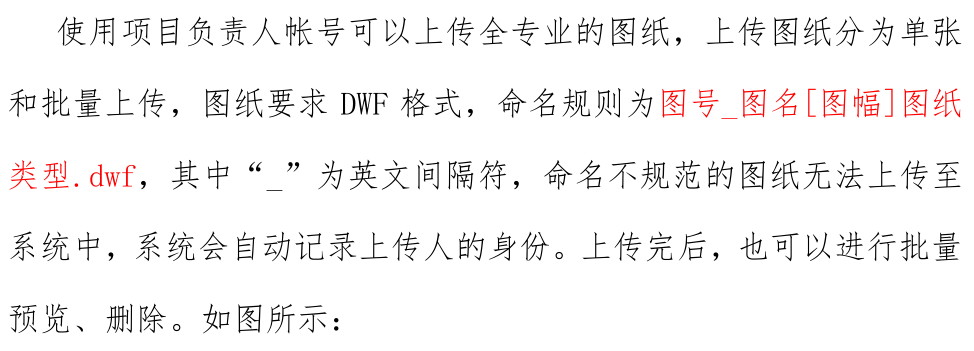 使用项目负责人帐号可以上传全专业的图纸，上传图纸分为单张
和批量上传，图纸要求 DWF 格式，命名规则为图号_图名[图幅]图纸
类型.dwf，其中“_”为英文间隔符，命名不规范的图纸无法上传至
系统中，系统会自动记录上传人的身份。上传完后，也可以进行批量
预览、删除。如图所示：